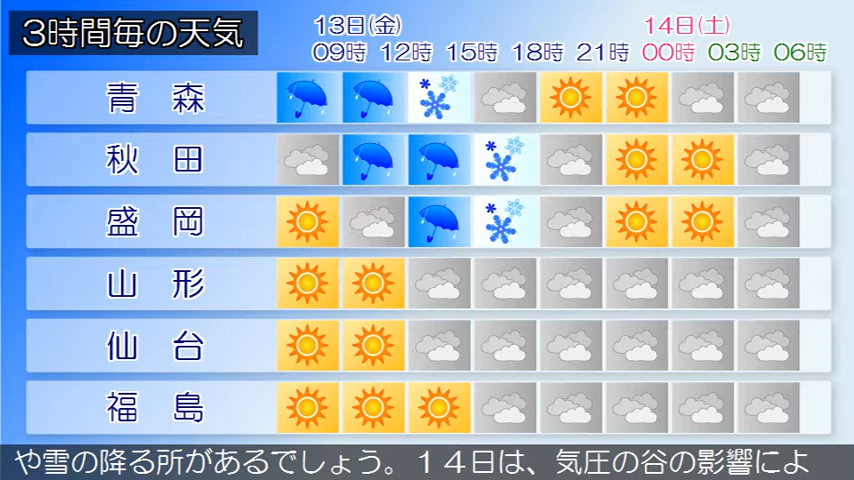 3時間毎の天気
13日(金) 14日(土)
09時 12時 15時 18時 21時 00時 03時 06時
青森
秋田
盛岡
山形
仙台
福島
や雪の降る所があるでしょう。１４日は、気圧の谷の影響によ